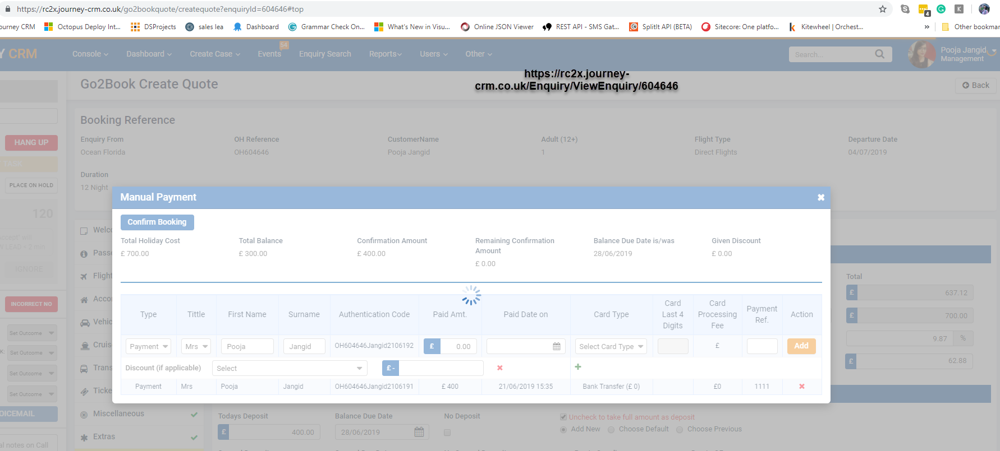 https://rc2x.journey-crm.co.uk/go2bookquote/createquote?enquiryId=604646#top
4
K
ourney CRM
Octopus Deploy Int...
DSProjects
sales lea
Dashboard
Grammar Check On...
What's New in Visu...
Online JSON Viewer
REST API - SMS Gat...
SplitIt API (BETA)
Sitecore: One platfo...
Kitewheel | Orchest...
»
Other bookmar
Y CRM
Console
Dashboard
Create Case
Events
54
Enquiry Search
Reports
Users
Other
Search...
Pooja Jangid
Management
https://rc2x.journey-
crm.co.uk/Enquiry/ViewEnquiry/604646
Go2Book Create Quote
Back
Booking Reference
Enquiry From
OH Reference
CustomerName
Adult (12+)
Flight Type
Departure Date
Ocean Florida
OH604646
Pooja Jangid
1
Direct Flights
04/07/2019
Duration
12 Night
HANG UP
TASK
PLACE ON HOLD
120
ccept" will
N LEAD + 2 min
IGNORE
INCORRECT NO
Set Outcome
K:
Set Outcome
Set Outcome
Set Outcome
Set Outcome
OICEMAIL
al notes on Call
Welc
Passe
Flight
Acco
Vehic
Cruis
Trans
Ticke
Miscellaneous
Extras
Manual Payment
Confirm Booking
Total Holiday Cost
Total Balance
Confirmation Amount
Remaining Confirmation
Amount
Balance Due Date is/was
Given Discount
£ 700.00
£ 300.00
£ 400.00
£ 0.00
28/06/2019
£ 0.00
Type
Tittle
First Name
Surname
Authentication Code
Paid Amt.
Paid Date on
Card Type
Card
Last 4
Digits
Card
Processing
Fee
Payment
Ref.
Action
Payment
Mrs
Pooja
Jangid
OH604646Jangid2106192
£
0.00
Select Card Type
£
Add
Discount (if applicable)
Select
£ -
Payment
Mrs
Pooja
Jangid
OH604646Jangid2106191
£ 400
21/06/2019 15:35
Bank Transfer (£ 0)
£0
1111
Total
£
637.12
£
700.00
9.87
%
£
62.88
Todays Deposit
Balance Due Date
No Deposit
Uncheck to take full amount as deposit
£
400.00
28/06/2019
Add New
Choose Default
Choose Previous